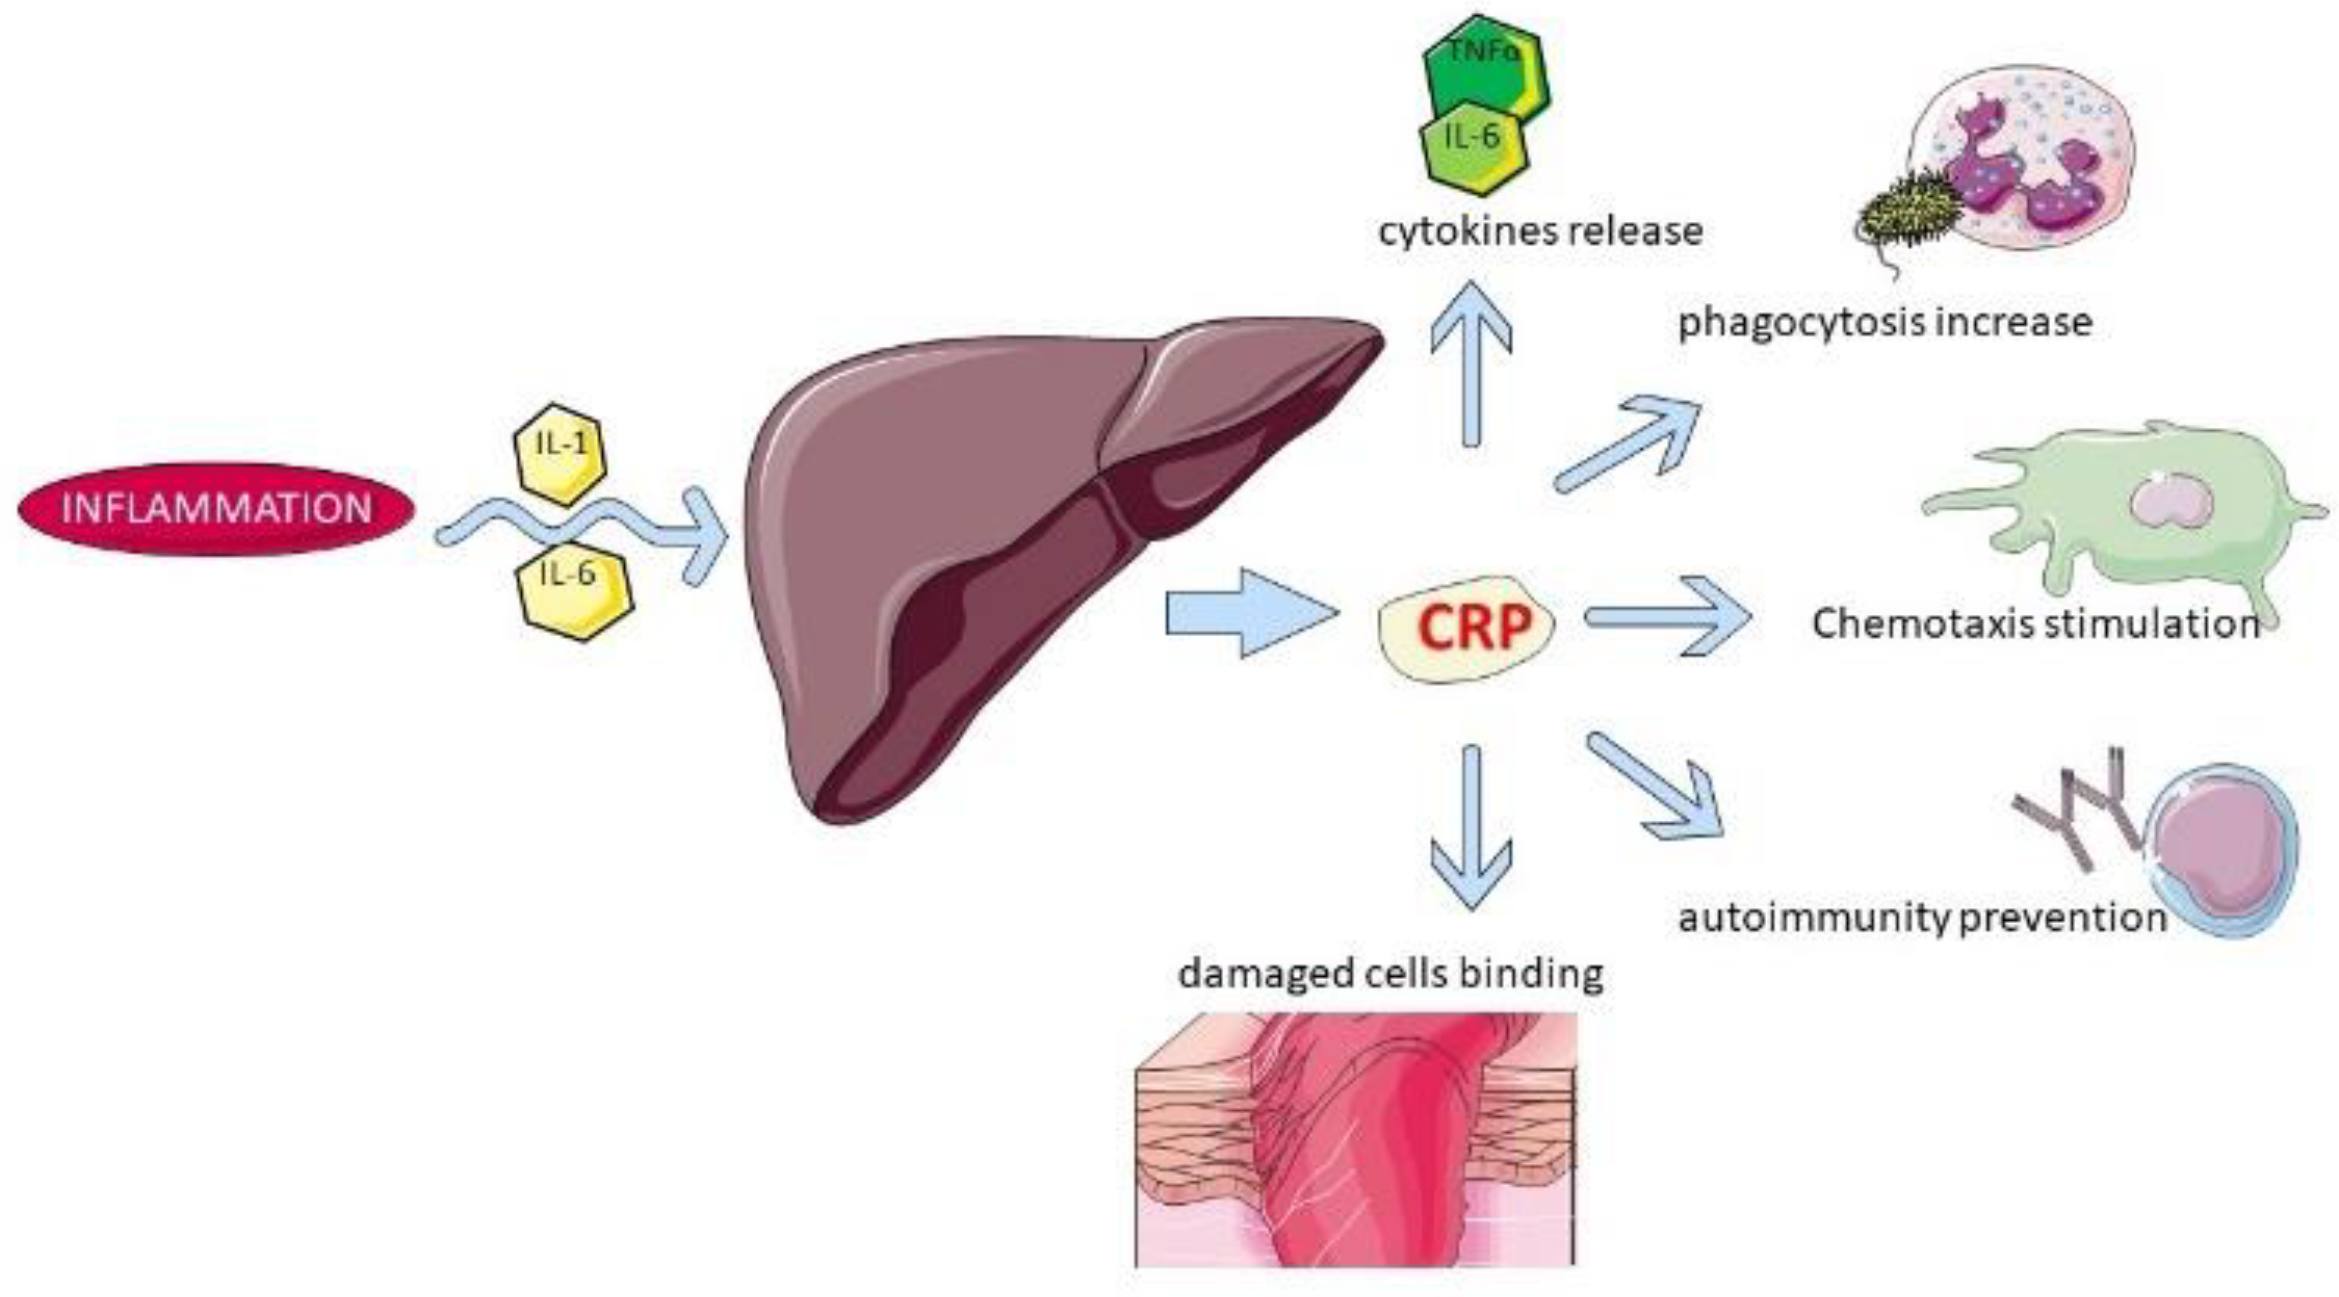 TNFα
IL-6
cytokines release
phagocytosis increase
IL-1
INFLAMMATION
IL-6
CRP
Chemotaxis stimulation
autoimmunity prevention
damaged cells binding